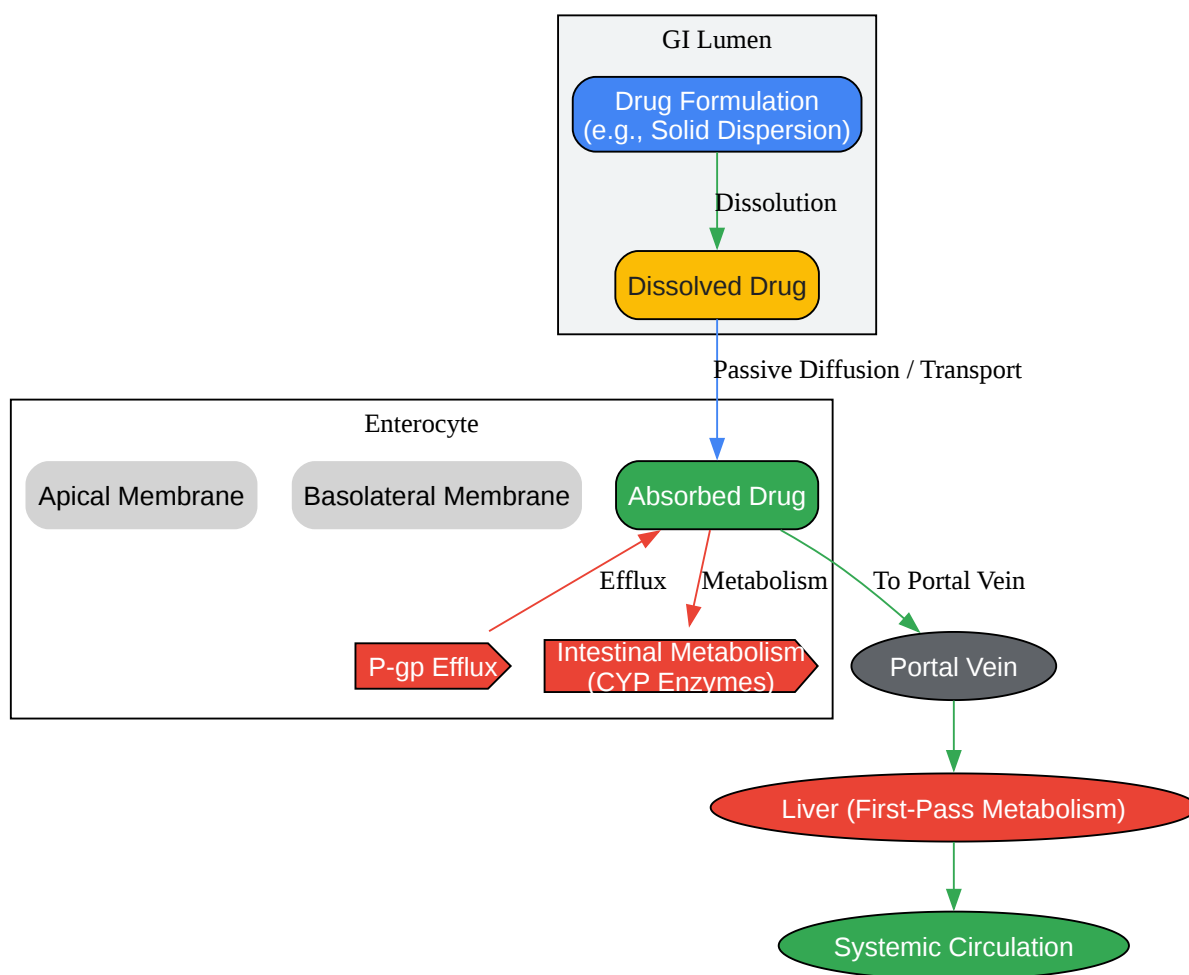 GI Lumen
Drug Formulation
(e.g., Solid Dispersion)
Dissolution
Dissolved Drug
Passive Diffusion / Transport
Enterocyte
Apical Membrane
Basolateral Membrane
Absorbed Drug
Efflux
Metabolism
To Portal Vein
P-gp Efflux
Intestinal Metabolism
(CYP Enzymes)
Portal Vein
Liver (First-Pass Metabolism)
Systemic Circulation